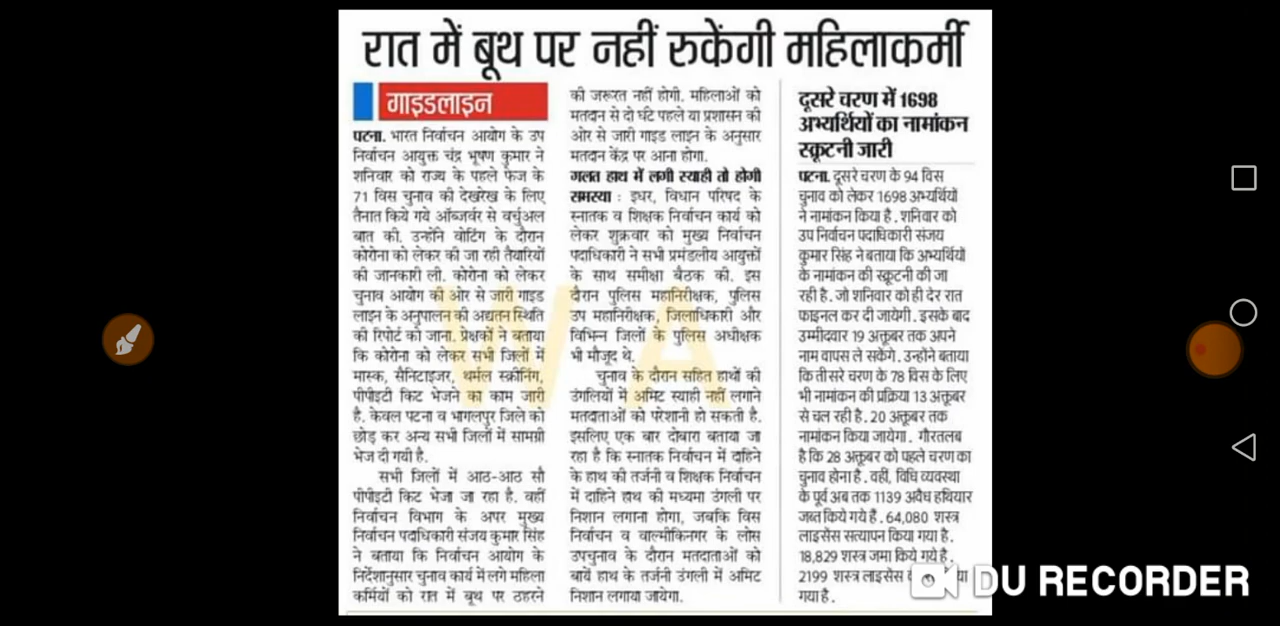 रात में बूथ पर नहीं रुकेंगी महिलाकर्मी
गाइडलाइन
पटना. भारत निर्वाचन आयोग के उप
निर्वाचन आयुक्त चंद्र भूषण कुमार ने
शनिवार को राज्य के पहले फेज के
71 विस चुनाव की देखरेख के लिए
तैनात किये गये ऑब्जर्वर से वर्चुअल
बात की. उन्होंने वोटिंग के दौरान
कोरोना को लेकर की जा रही तैयारियों
की जानकारी ली. कोरोना को लेकर
चुनाव आयोग की ओर से जारी गाइड
लाइन के अनुपालन की अद्यतन स्थिति
की रिपोर्ट को जाना. प्रेक्षकों ने बताया
कि कोरोना को लेकर सभी जिलों में
मास्क, सैनिटाइजर, थर्मल स्क्रीनिंग,
पीपीइटी किट भेजने का काम जारी
है. केवल पटना व भागलपुर जिले को
छोड़ कर अन्य सभी जिलों में सामग्री
भेज दी गयी है.
सभी जिलों में आठ-आठ सौ
पीपीइटी किट भेजा जा रहा है. वहीं
निर्वाचन विभाग के अपर मुख्य
निर्वाचन पदाधिकारी संजय कुमार सिंह
ने बताया कि निर्वाचन आयोग के
निर्देशानुसार चुनाव कार्य में लगे महिला
कर्मियों को रात में बूथ पर ठहरने
की जरूरत नहीं होगी. महिलाओं को
मतदान से दो घंटे पहले या प्रशासन की
ओर से जारी गाइड लाइन के अनुसार
मतदान केंद्र पर आना होगा.
गलत हाथ में लगी स्याही तो होगी
समस्या : इधर, विधान परिषद के
स्नातक व शिक्षक निर्वाचन कार्य को
लेकर शुक्रवार को मुख्य निर्वाचन
पदाधिकारी ने सभी प्रमंडलीय आयुक्तों
के साथ समीक्षा बैठक की. इस
दौरान पुलिस महानिरीक्षक, पुलिस
उप महानिरीक्षक, जिलाधिकारी और
विभिन्न जिलों के पुलिस अधीक्षक
भी मौजूद थे.
चुनाव के दौरान सहित हाथों की
उंगलियों में अमिट स्याही नहीं लगाने
मतदाताओं को परेशानी हो सकती है.
इसलिए एक बार दोबारा बताया जा
रहा है कि स्नातक निर्वाचन में दाहिने
के हाथ की तर्जनी व शिक्षक निर्वाचन
में दाहिने हाथ की मध्यमा उंगली पर
निशान लगाना होगा, जबकि विस
निर्वाचन व वाल्मीकिनगर के लोस
उपचुनाव के दौरान मतदाताओं को
बायें हाथ के तर्जनी उंगली में अमिट
निशान लगाया जायेगा.
दूसरे चरण में 1698
अभ्यर्थियों का नामांकन
स्क्रूटनी जारी
पटना. दूसरे चरण के 94 विस
चुनाव को लेकर 1698 अभ्यर्थियों
ने नामांकन किया है. शनिवार को
उप निर्वाचन पदाधिकारी संजय
कुमार सिंह ने बताया कि अभ्यर्थियों
के नामांकन की स्क्रूटनी की जा
रही है. जो शनिवार को ही देर रात
फाइनल कर दी जायेगी. इसके बाद
उम्मीदवार 19 अक्तूबर तक अपने
नाम वापस ले सकेंगे. उन्होंने बताया
कि तीसरे चरण के 78 विस के लिए
भी नामांकन की प्रक्रिया 13 अक्तूबर
से चल रही है. 20 अक्तूबर तक
नामांकन किया जायेगा. गौरतलब
है कि 28 अक्तूबर को पहले चरण का
चुनाव होना है. वहीं, विधि व्यवस्था
के पूर्व अब तक 1139 अवैध हथियार
जब्त किये गये हैं. 64,080 शस्त्र
लाइसेंस सत्यापन किया गया है.
18,829 शस्त्र जमा किये गये है.
2199 शस्त्र लाइसेंस
गया है.
WA
DU RECORDER